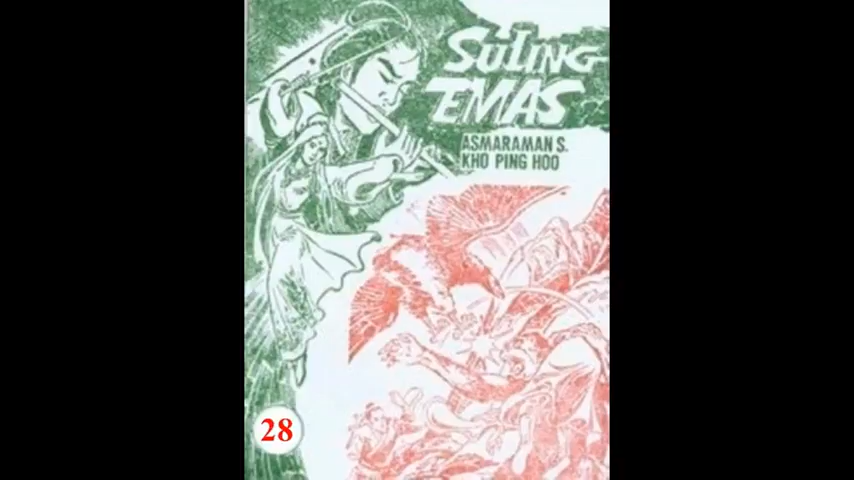 SULING
EMAS
ASMARAMAN S.
KHO PING HOO
28